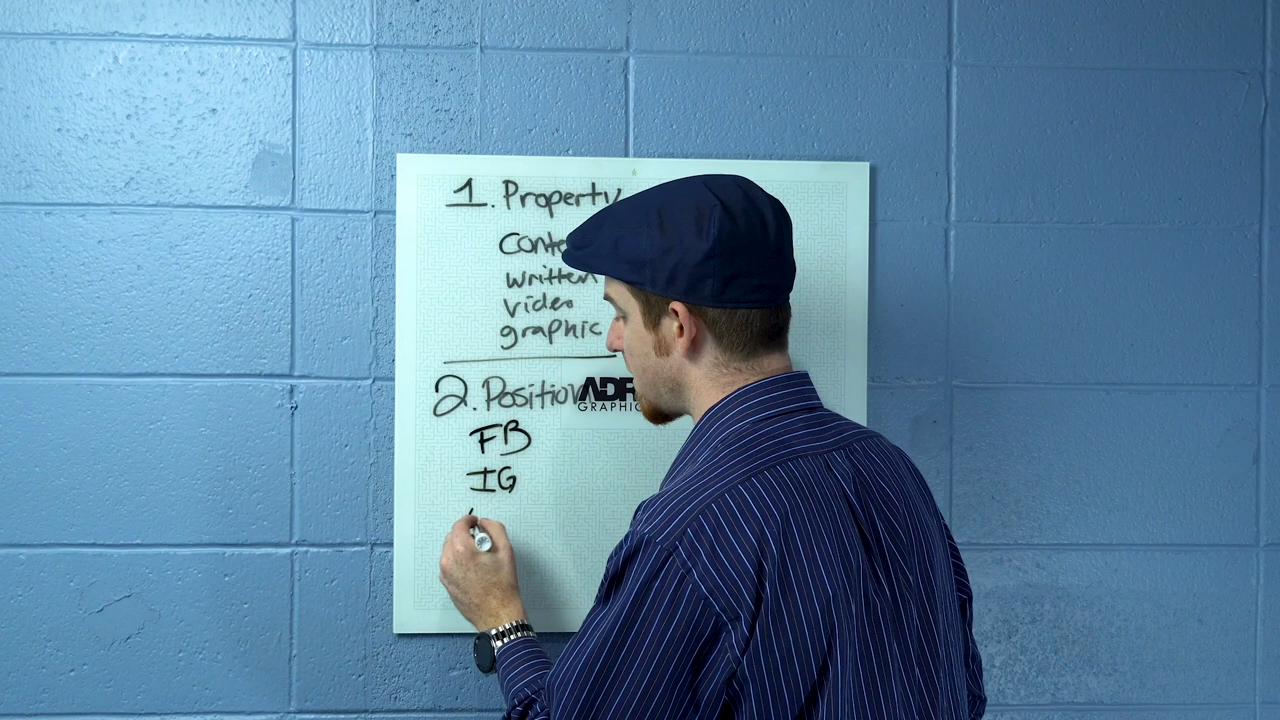 1. Property
Conte
written
video
graphic
2. Position
ADR
GRAPHIC
FB
IG